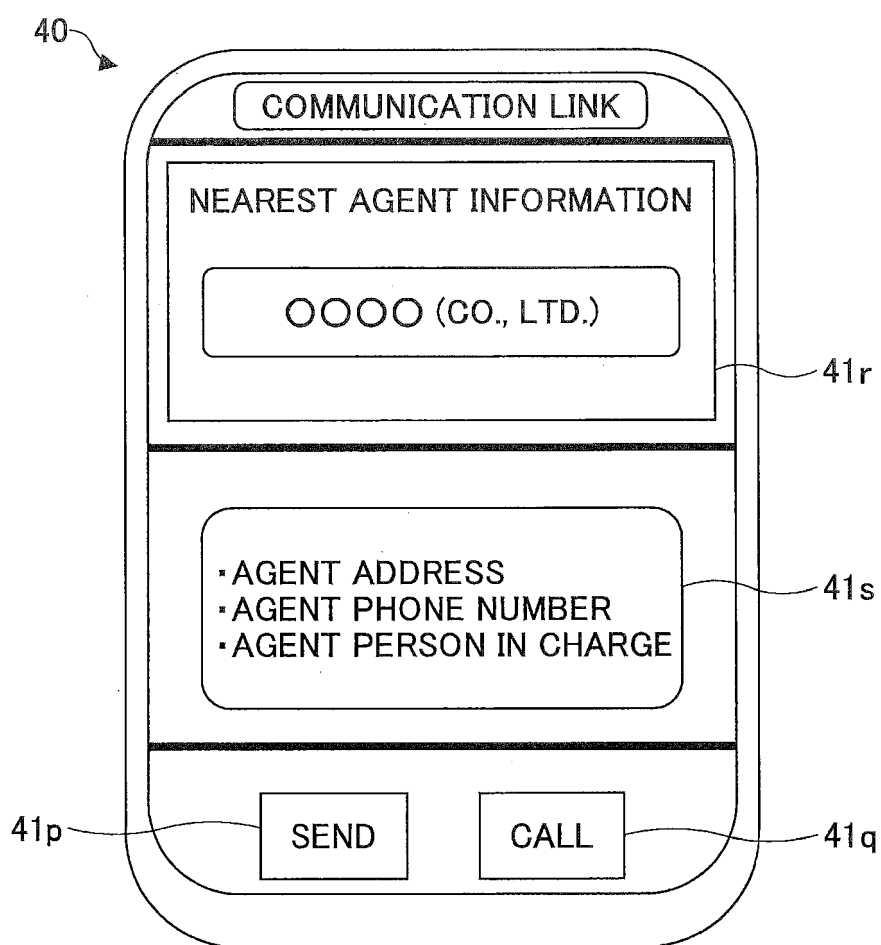 40
COMMUNICATION LINK
NEAREST AGENT INFORMATION
○○○○ (CO., LTD.)
41r
▪AGENT ADDRESS
▪AGENT PHONE NUMBER
▪AGENT PERSON IN CHARGE
41s
41p
SEND
CALL
41q